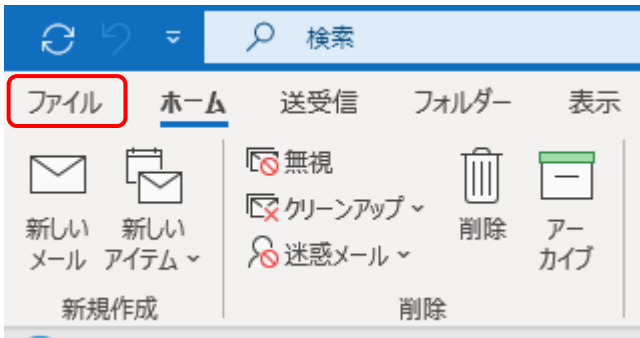 検索
ファイル ホーム 送受信 フォルダー 表示
無視
クリーンアップ
迷惑メール
新しい
メール
新しい
アイテム
削除
アー
カイブ
新規作成
削除